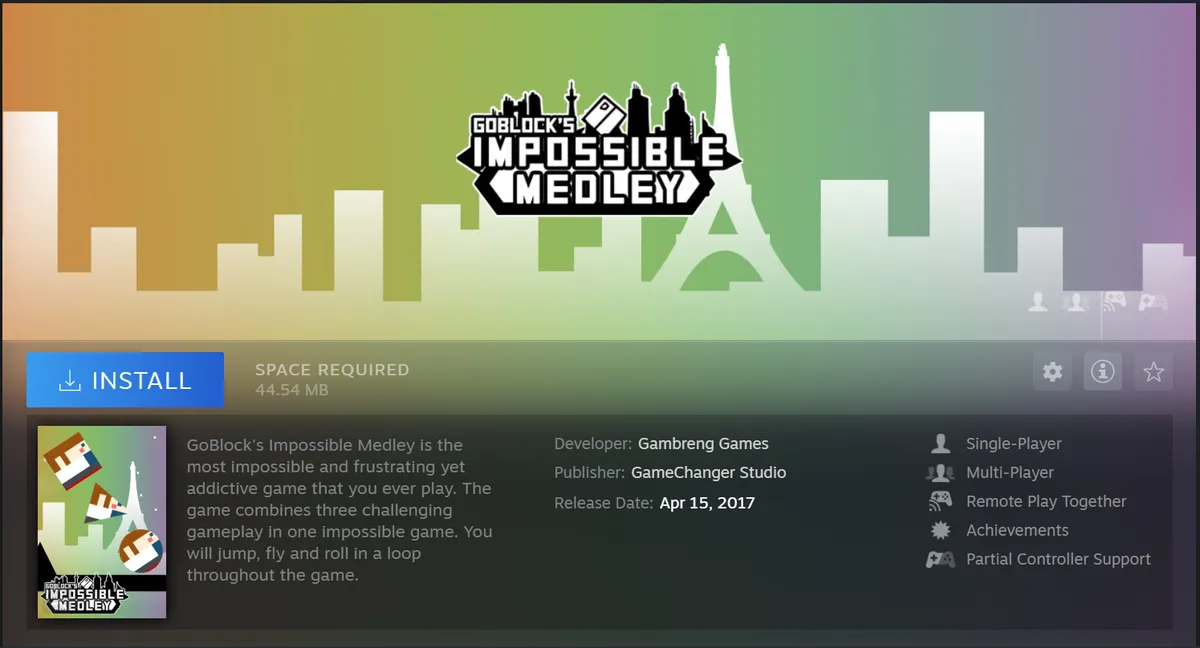 GOBLOCK'S
IMPOSSIBLE
MEDLEY
INSTALL
SPACE REQUIRED
44.54 MB
GOBLOCK'S
IMPOSSIBLE
MEDLEY
GoBlock's Impossible Medley is the
most impossible and frustrating yet
addictive game that you ever play. The
game combines three challenging
gameplay in one impossible game. You
will jump, fly and roll in a loop
throughout the game.
Developer: Gambreng Games
Publisher: GameChanger Studio
Release Date: Apr 15, 2017
Single-Player
Multi-Player
Remote Play Together
Achievements
Partial Controller Support